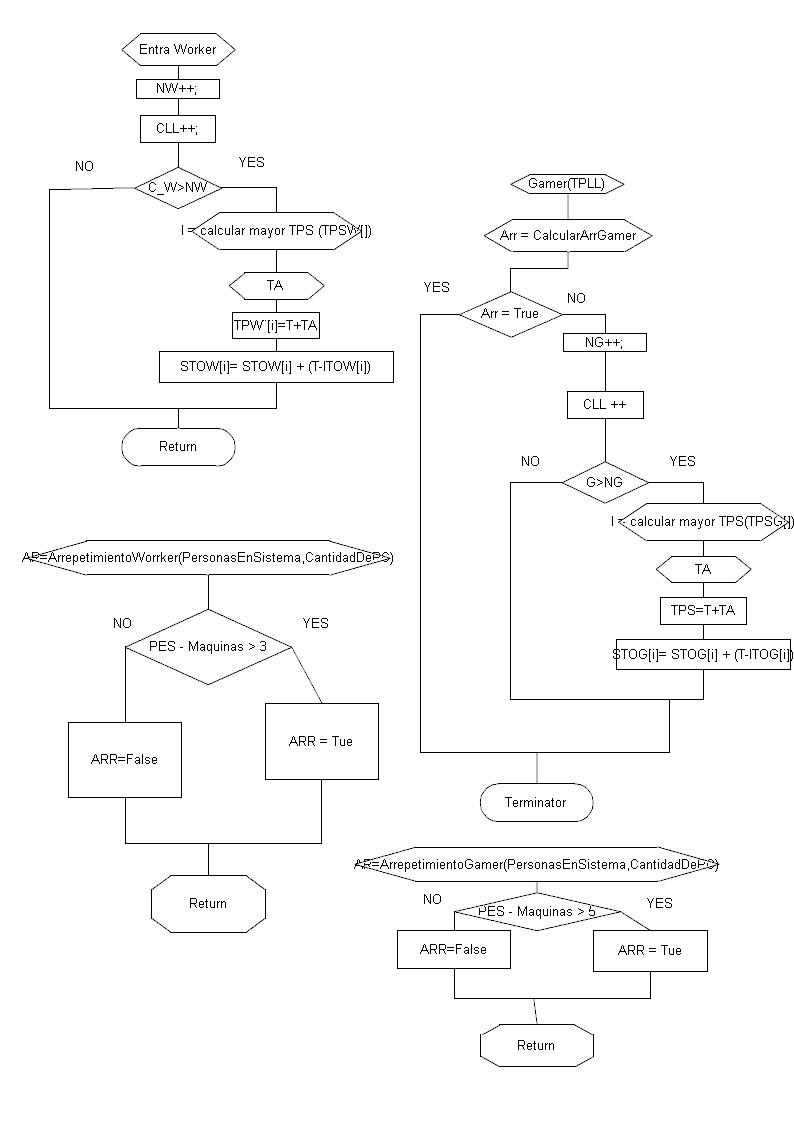 Entra Worker
NW++;
CLL++;
NO
YES
C_W>NW
I = calcular mayor TPS (TPSW[])
TA
TPW´[i]=T+TA
STOW[i]= STOW[i] + (T-ITOW[i])
Return
Gamer(TPLL)
Arr = CalcularArrGamer
YES
NO
Arr = True
NG++;
CLL ++
NO
YES
G>NG
I = calcular mayor TPS(TPSG[])
TA
TPS=T+TA
STOG[i]= STOG[i] + (T-ITOG[i])
Terminator
AR=ArrepetimientoWorrker(PersonasEnSistema,CantidadDePS)
NO
YES
PES - Maquinas > 3
ARR=False
ARR = Tue
Return
AR=ArrepetimientoGamer(PersonasEnSistema,CantidadDePC)
NO
YES
PES - Maquinas > 5
ARR=False
ARR = Tue
Return